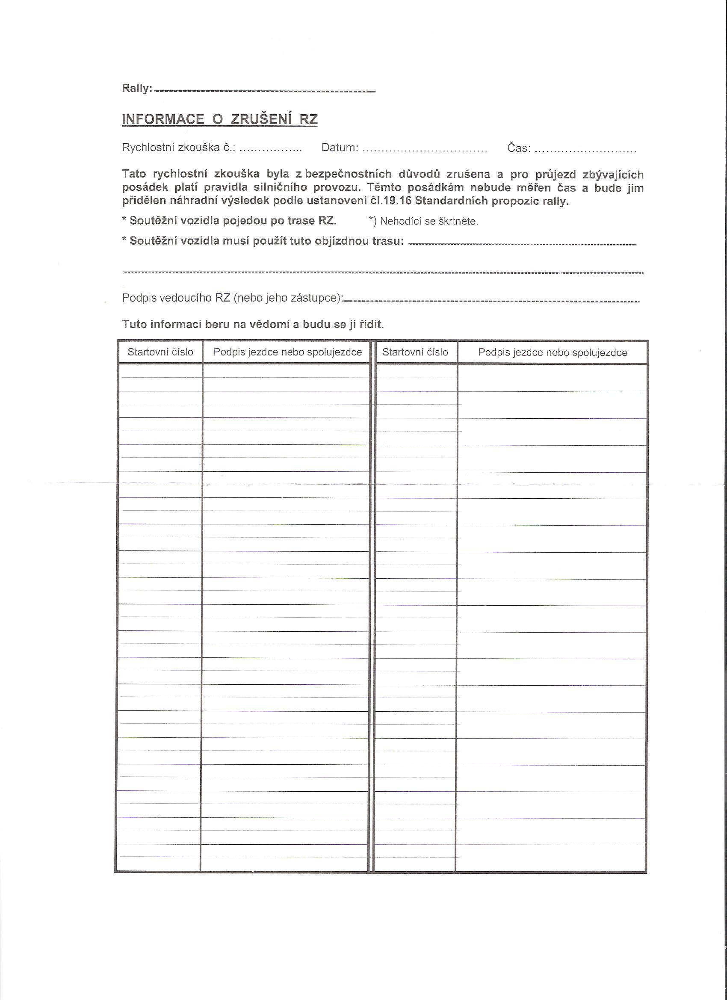 Rally:
INFORMACE O ZRUŠENÍ RZ
Rychlostní zkouška č.: ................. Datum: ................................. Čas: ...........................
Tato rychlostní zkouška byla z bezpečnostních důvodů zrušena a pro průjezd zbývajících
posádek platí pravidla silničního provozu. Těmto posádkám nebude měřen čas a bude jim
přidělen náhradní výsledek podle ustanovení čl.19.16 Standardních propozic rally.
* Soutěžní vozidla pojedou po trase RZ. *) Nehodící se škrtněte.
* Soutěžní vozidla musí použít tuto objízdnou trasu:
Podpis vedoucího RZ (nebo jeho zástupce):
Tuto informaci beru na vědomí a budu se jí řídit.
Startovní číslo Podpis jezdce nebo spolujezdce Startovní číslo Podpis jezdce nebo spolujezdce